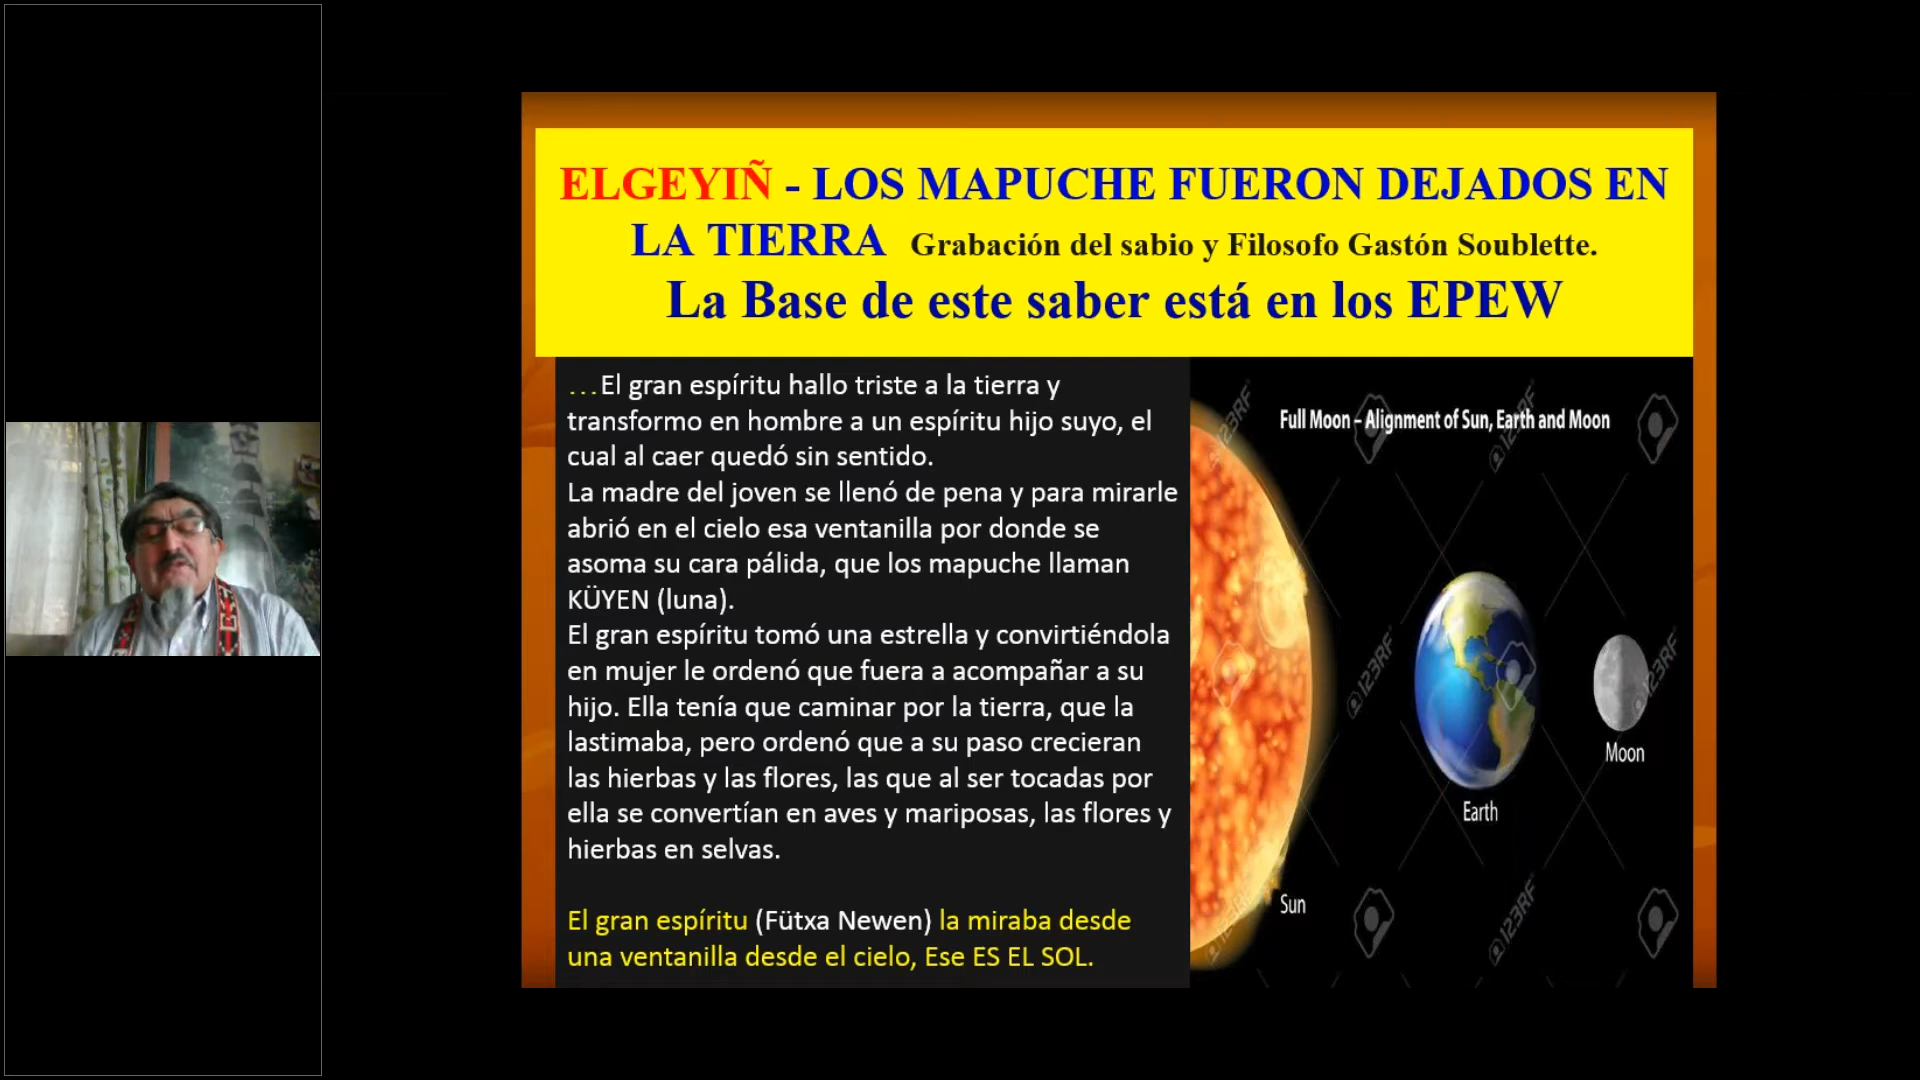 ELGEYIÑ - LOS MAPUCHE FUERON DEJADOS EN
LA TIERRA Grabación del sabio y Filosofo Gastón Soublette.
La Base de este saber está en los EPEW
…El gran espíritu hallo triste a la tierra y
transformo en hombre a un espíritu hijo suyo, el
cual al caer quedó sin sentido.
La madre del joven se llenó de pena y para mirarle
abrió en el cielo esa ventanilla por donde se
asoma su cara pálida, que los mapuche llaman
KÜYEN (luna).
El gran espíritu tomó una estrella y convirtiéndola
en mujer le ordenó que fuera a acompañar a su
hijo. Ella tenía que caminar por la tierra, que la
lastimaba, pero ordenó que a su paso crecieran
las hierbas y las flores, las que al ser tocadas por
ella se convertían en aves y mariposas, las flores y
hierbas en selvas.
El gran espíritu (Fütxa Newen) la miraba desde
una ventanilla desde el cielo, Ese ES EL SOL.
Full Moon – Alignment of Sun, Earth and Moon
Moon
Earth
Sun
123RF
123RF
123RF
123RF
123RF
123RF